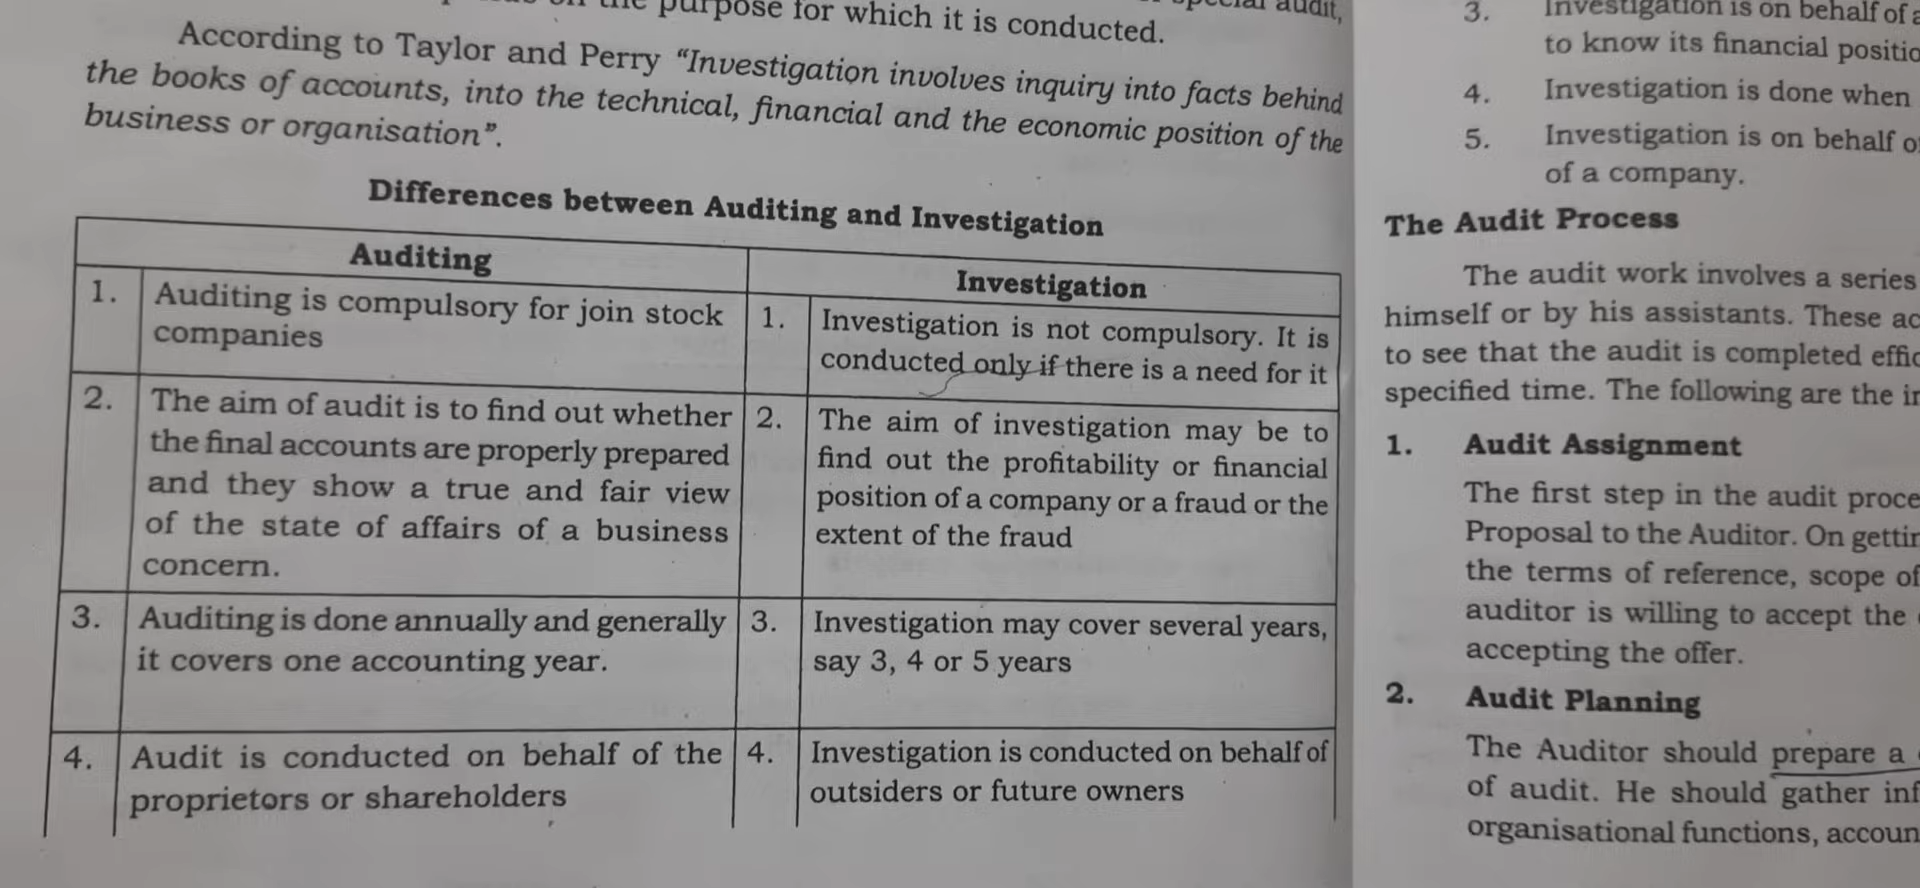 purpose for which it is conducted.
According to Taylor and Perry “Investigation involves inquiry into facts behind
the books of accounts, into the technical, financial and the economic position of the
business or organisation”.
Differences between Auditing and Investigation
Auditing
Investigation
1. Auditing is compulsory for join stock
companies
1. Investigation is not compulsory. It is
conducted only if there is a need for it
2. The aim of audit is to find out whether
the final accounts are properly prepared
and they show a true and fair view
of the state of affairs of a business
concern.
2. The aim of investigation may be to
find out the profitability or financial
position of a company or a fraud or the
extent of the fraud
3. Auditing is done annually and generally
it covers one accounting year.
3. Investigation may cover several years,
say 3, 4 or 5 years
4. Audit is conducted on behalf of the
proprietors or shareholders
4. Investigation is conducted on behalf of
outsiders or future owners
3. Investigation is on behalf of
to know its financial
4. Investigation is done when
5. Investigation is on behalf
of a company.
The Audit Process
The audit work involves a series
himself or by his assistants. These
to see that the audit is completed
specified time. The following are the
1. Audit Assignment
The first step in the audit
Proposal to the Auditor. On
the terms of reference, scope of
auditor is willing to accept the
accepting the offer.
2. Audit Planning
The Auditor should prepare a
of audit. He should gather
organisational functions,